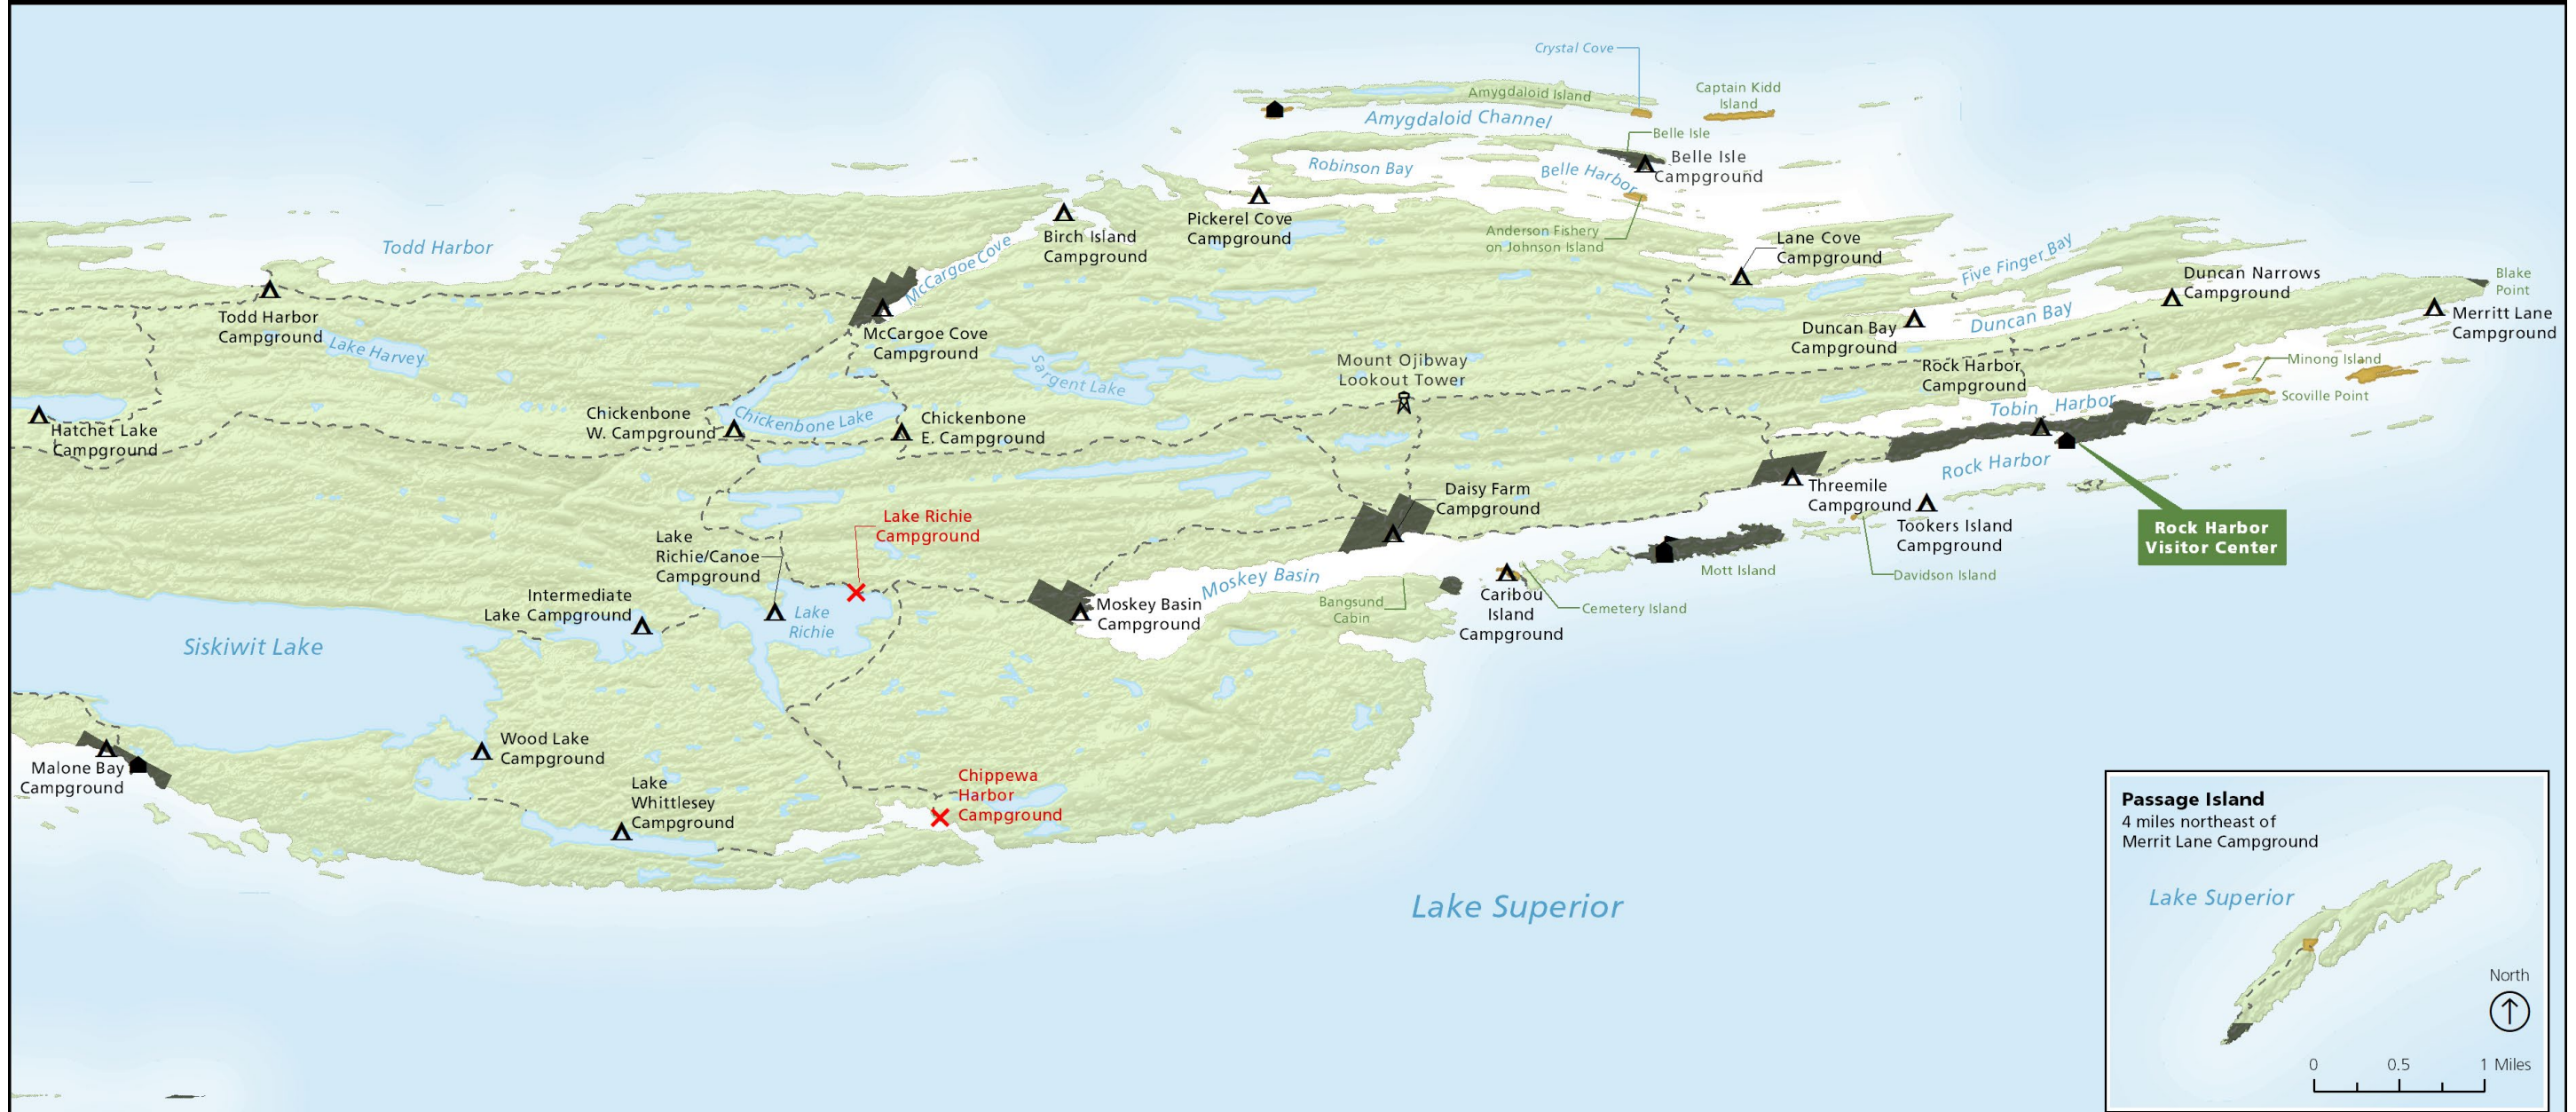 Crystal Cove
Amygdaloid Island
Captain Kidd
Island
Amygdaloid Channel
Belle Isle
Belle Isle
Campground
Robinson Bay
Belle Harbor
Pickerel Cove
Campground
Birch Island
Campground
McCargoe Cove
Anderson Fishery
on Johnson Island
Lane Cove
Campground
Five Finger Bay
Duncan Narrows
Campground
Blake
Point
Merritt Lane
Campground
Todd Harbor
Todd Harbor
Campground
Lake Harvey
McCargoe Cove
Campground
Sargent Lake
Mount Ojibway
Lookout Tower
Duncan Bay
Campground
Duncan Bay
Rock Harbor
Campground
Minong Island
Scoville Point
Tobin Harbor
Hatchet Lake
Campground
Chickenbone
W. Campground
Chickenbone Lake
Chickenbone
E. Campground
Rock Harbor
Daisy Farm
Campground
Threemile
Campground
Tookers Island
Campground
Rock Harbor
Visitor Center
Lake Richie
Campground
Lake
Richie/Canoe
Campground
Mott Island
Davidson Island
Moskey Basin
Intermediate
Lake Campground
Lake
Richie
Moskey Basin
Campground
Bangsund
Cabin
Caribou
Island
Campground
Cemetery Island
Siskiwit Lake
Wood Lake
Campground
Malone Bay
Campground
Lake
Whittlesey
Campground
Chippewa
Harbor
Campground
Lake Superior
Passage Island
4 miles northeast of
Merrit Lane Campground
Lake Superior
North
0 0.5 1 Miles